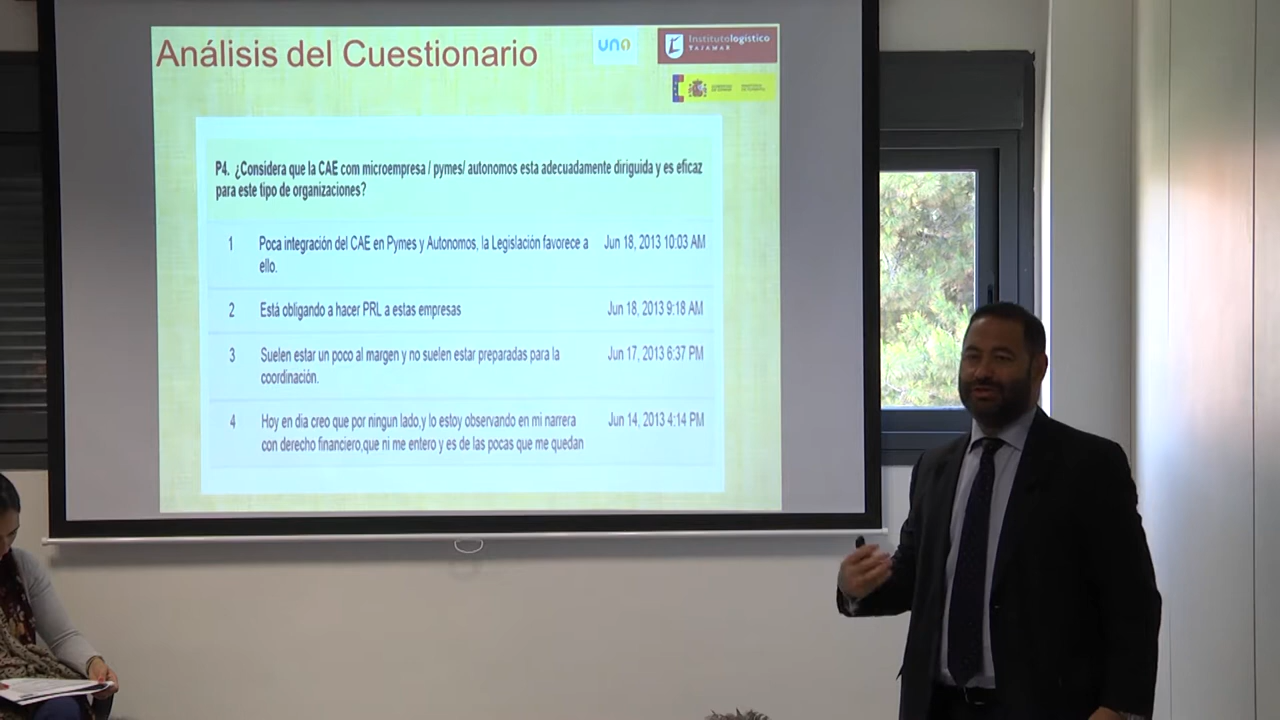 Análisis del Cuestionario
uno
Institutologístico
TAJAMAR
P4. ¿Considera que la CAE com microempresa / pymes/ autonomos esta adecuadamente diriguida y es eficaz
para este tipo de organizaciones?
1 Poca integración del CAE en Pymes y Autonomos, la Legislación favorece a Jun 18, 2013 10:03 AM
ello.
2 Está obligando a hacer PRL a estas empresas Jun 18, 2013 9:18 AM
3 Suelen estar un poco al margen y no suelen estar preparadas para la Jun 17, 2013 6:37 PM
coordinación.
4 Hoy en dia creo que por ningun lado,y lo estoy observando en mi narrera Jun 14, 2013 4:14 PM
con derecho financiero,que ni me entero y es de las pocas que me quedan